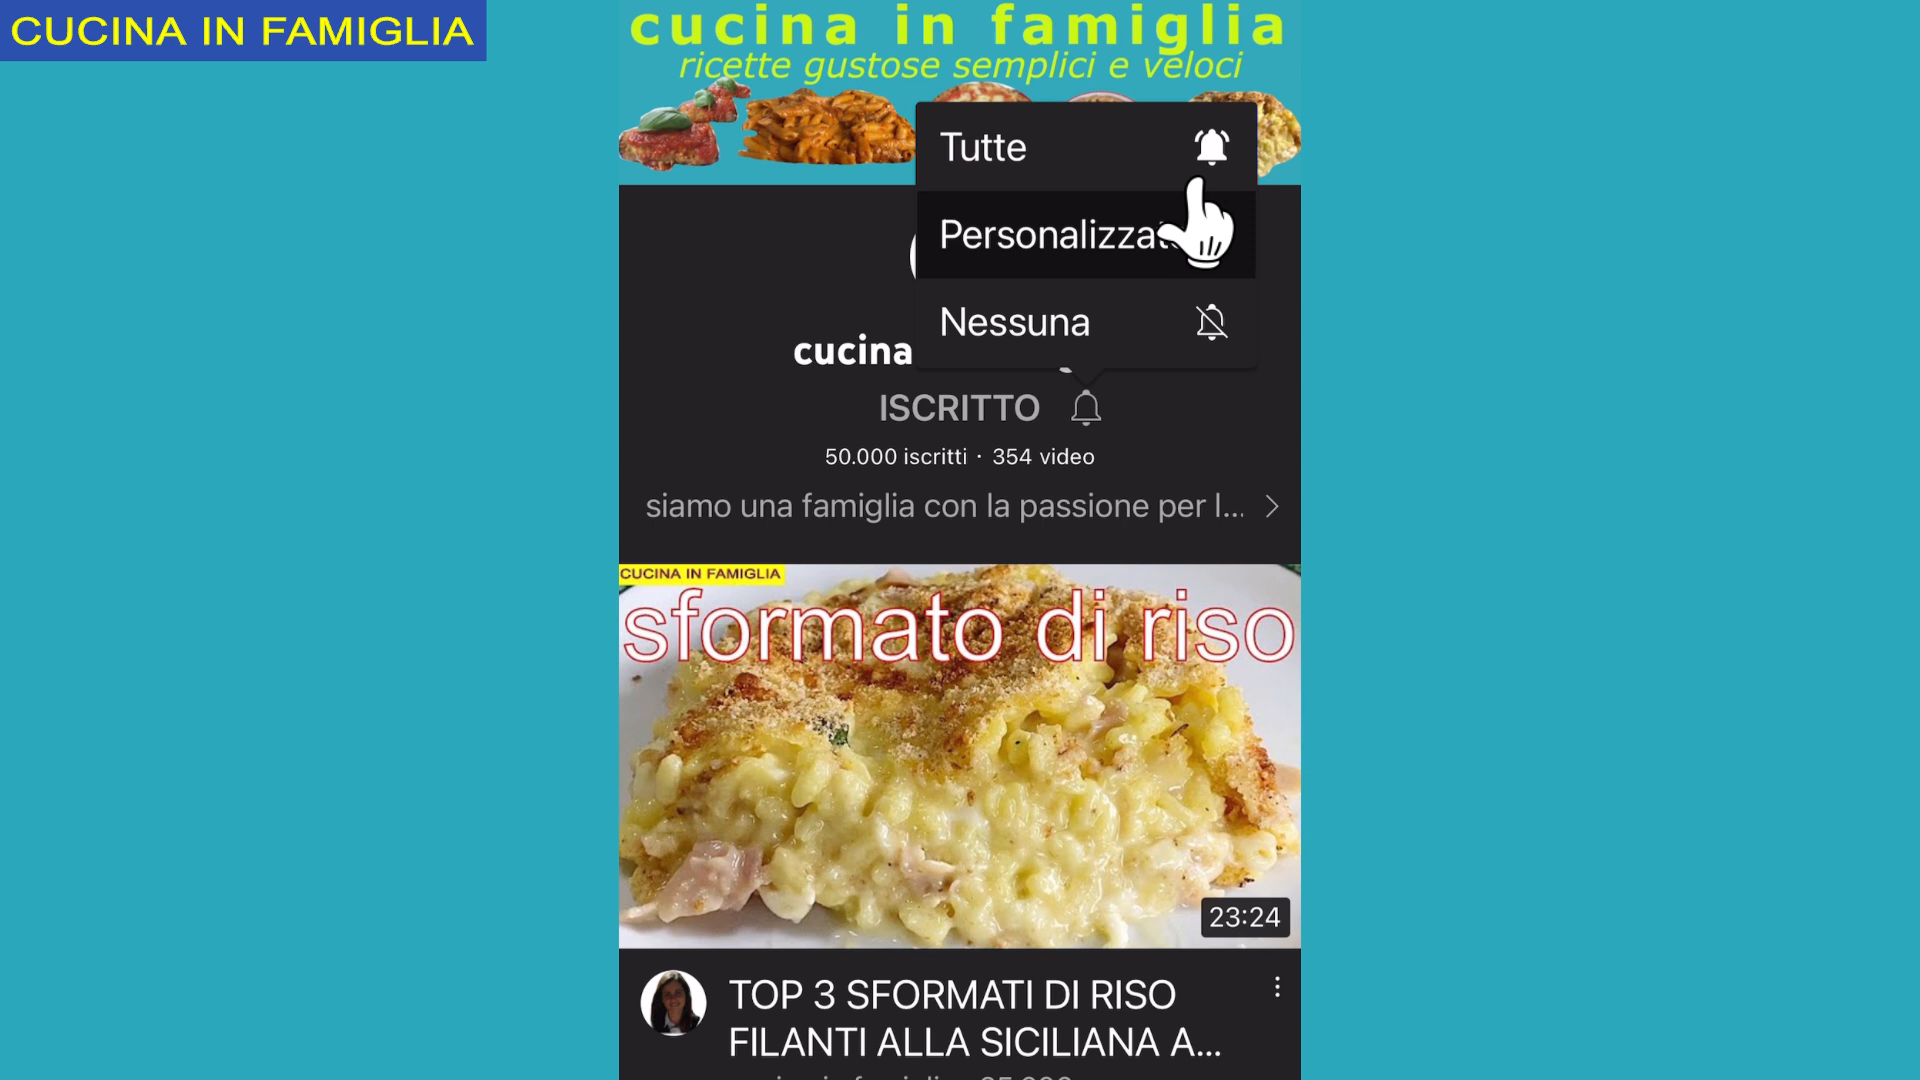 CUCINA IN FAMIGLIA
cucina in famiglia
ricette gustose semplici e veloci
Tutte
Personalizzat
Nessuna
cucina
ISCRITTO
50.000 iscritti · 354 video
siamo una famiglia con la passione per l...
CUCINA IN FAMIGLIA
sformato di riso
23:24
TOP 3 SFORMATI DI RISO
FILANTI ALLA SICILIANA A...